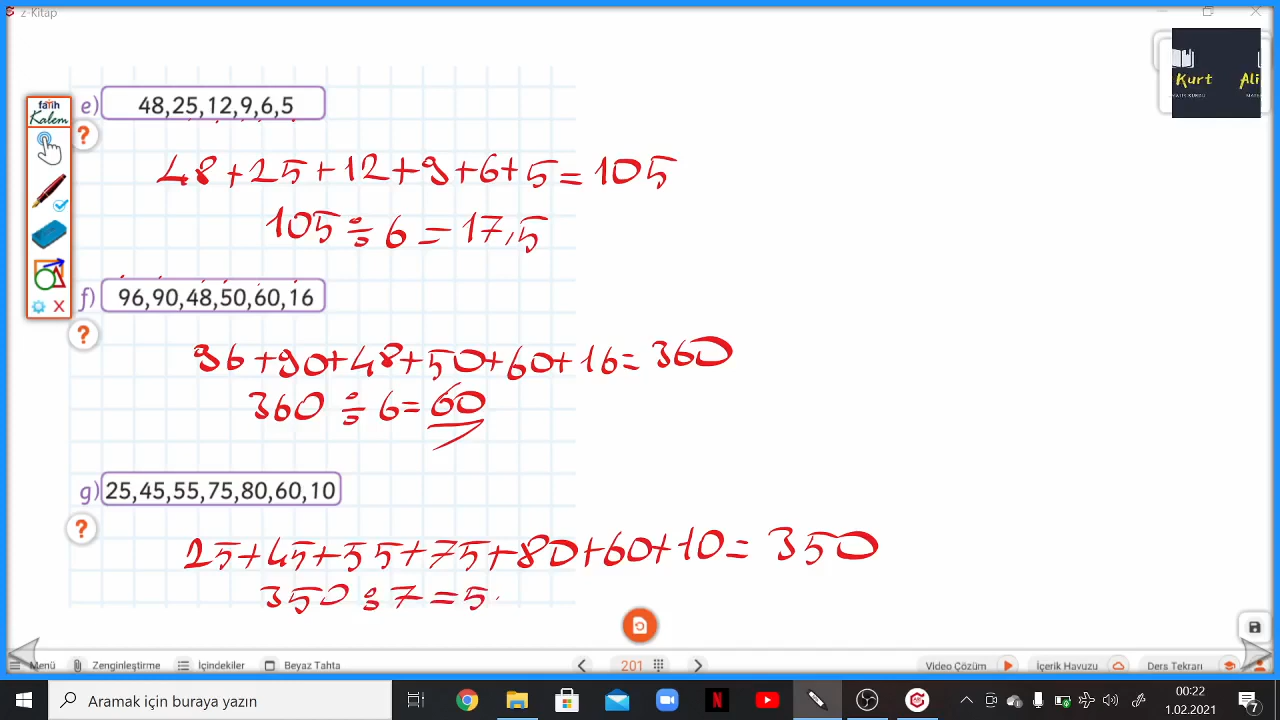 z-Kitap
Kurt
Ali
fatih
Kalem
e) 48,25,12,9,6,5
48+25+12+9+6+5=105
105÷6=17,5
f) 96,90,48,50,60,16
96+90+48+50+60+16=360
360÷6=60
g) 25,45,55,75,80,60,10
25+45+55+75+80+60+10=350
350÷7=5
Menü Zenginleştirme İçindekiler Beyaz Tahta 201 Video Çözüm İçerik Havuzu Ders Tekrarı
Aramak için buraya yazın
00:22
1.02.2021
7